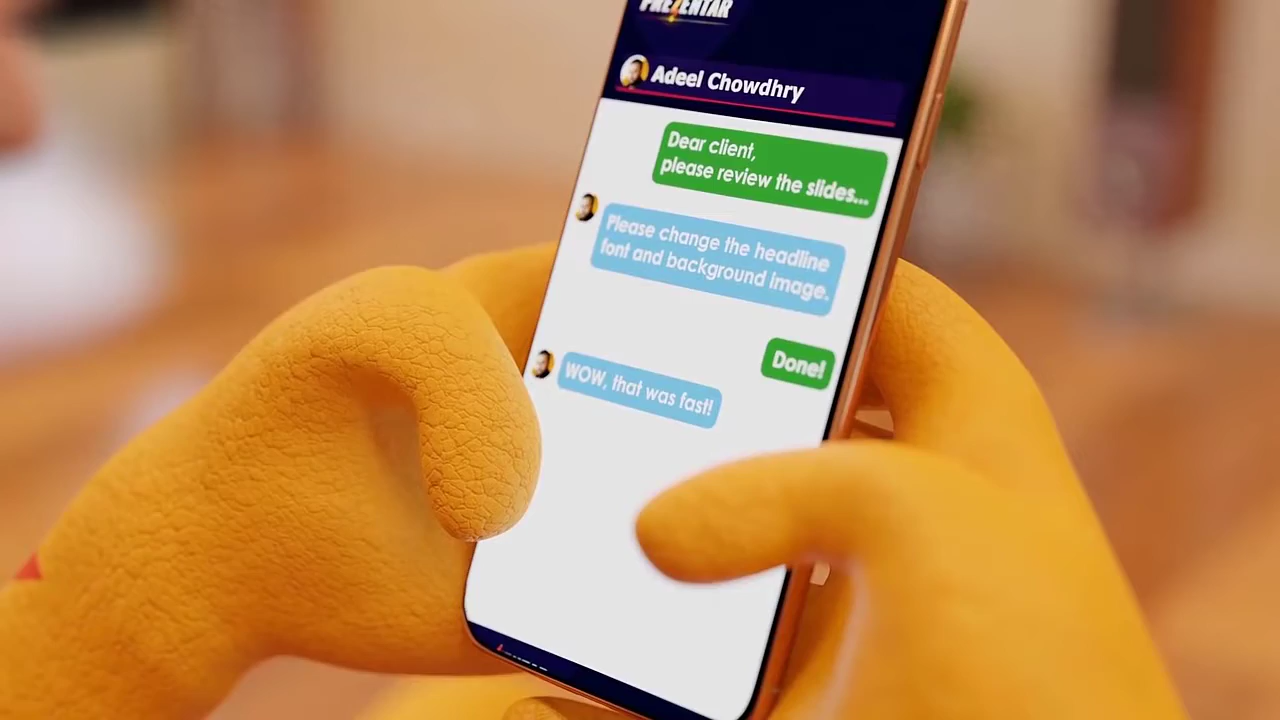 PREZENTAR
Adeel Chowdhry
Dear client,
please review the slides...
Please change the headline
font and background image.
Done!
WOW, that was fast!